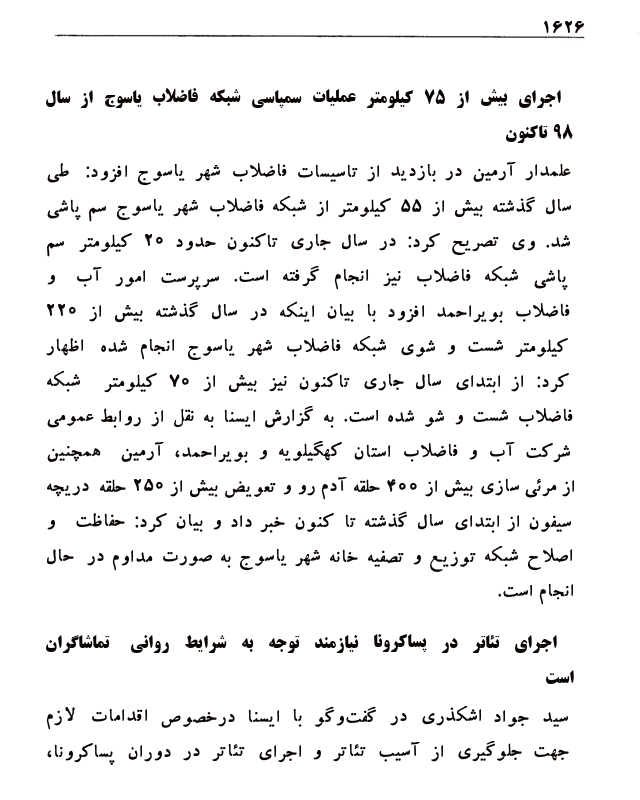 ۱۶۲۶
اجرای بیش از ۷۵ کیلومتر عملیات سمپاسی شبکه فاضلاب یاسوج از سال
۹۸ تاکنون
علمدار آرمین در بازدید از تاسیسات فاضلاب شهر یاسوج افزود: طی
سال گذشته بیش از ۵۵ کیلومتر از شبکه فاضلاب شهر یاسوج سم پاشی
شد. وی تصریح کرد: در سال جاری تاکنون حدود ۲۰ کیلومتر سم
پاشی شبکه فاضلاب نیز انجام گرفته است. سرپرست امور آب و
فاضلاب بویراحمد افزود با بیان اینکه در سال گذشته بیش از ۲۲۰
کیلومتر شست و شوی شبکه فاضلاب شهر یاسوج انجام شده اظهار
کرد: از ابتدای سال جاری تاکنون نیز بیش از ۷۰ کیلومتر شبکه
فاضلاب شست و شو شده است. به گزارش ایسنا به نقل از روابط عمومی
شرکت آب و فاضلاب استان کهگیلویه و بویراحمد، آرمین همچنین
از مرئی سازی بیش از ۴۰۰ حلقه آدم رو و تعویض بیش از ۲۵۰ حلقه دریچه
سیفون از ابتدای سال گذشته تا کنون خبر داد و بیان کرد: حفاظت و
اصلاح شبکه توزیع و تصفیه خانه شهر یاسوج به صورت مداوم در حال
انجام است.
اجرای تئاتر در پساکرونا نیازمند توجه به شرایط روانی تماشاگران
است
سید جواد اشکذری در گفت‌وگو با ایسنا درخصوص اقدامات لازم
جهت جلوگیری از آسیب تئاتر و اجرای تئاتر در دوران پساکرونا،